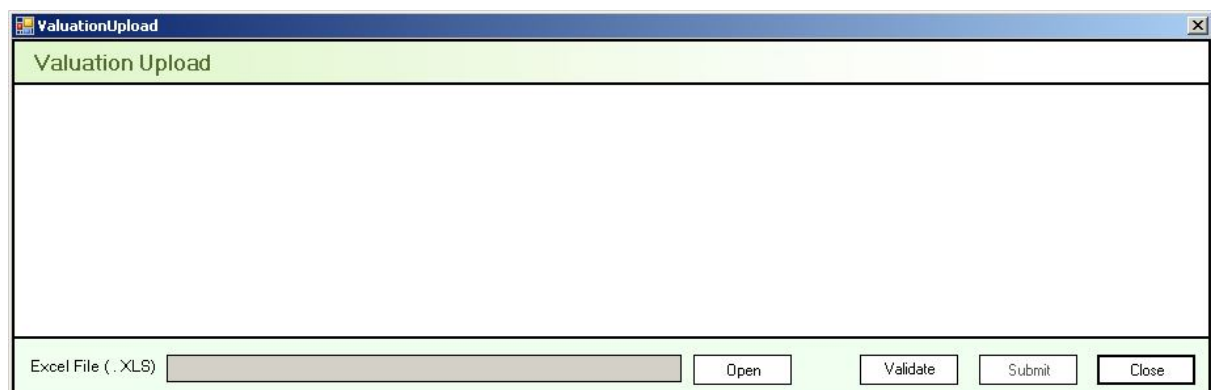 ValuationUpload
Valuation Upload
Excel File ( . XLS) Open Validate Submit Close